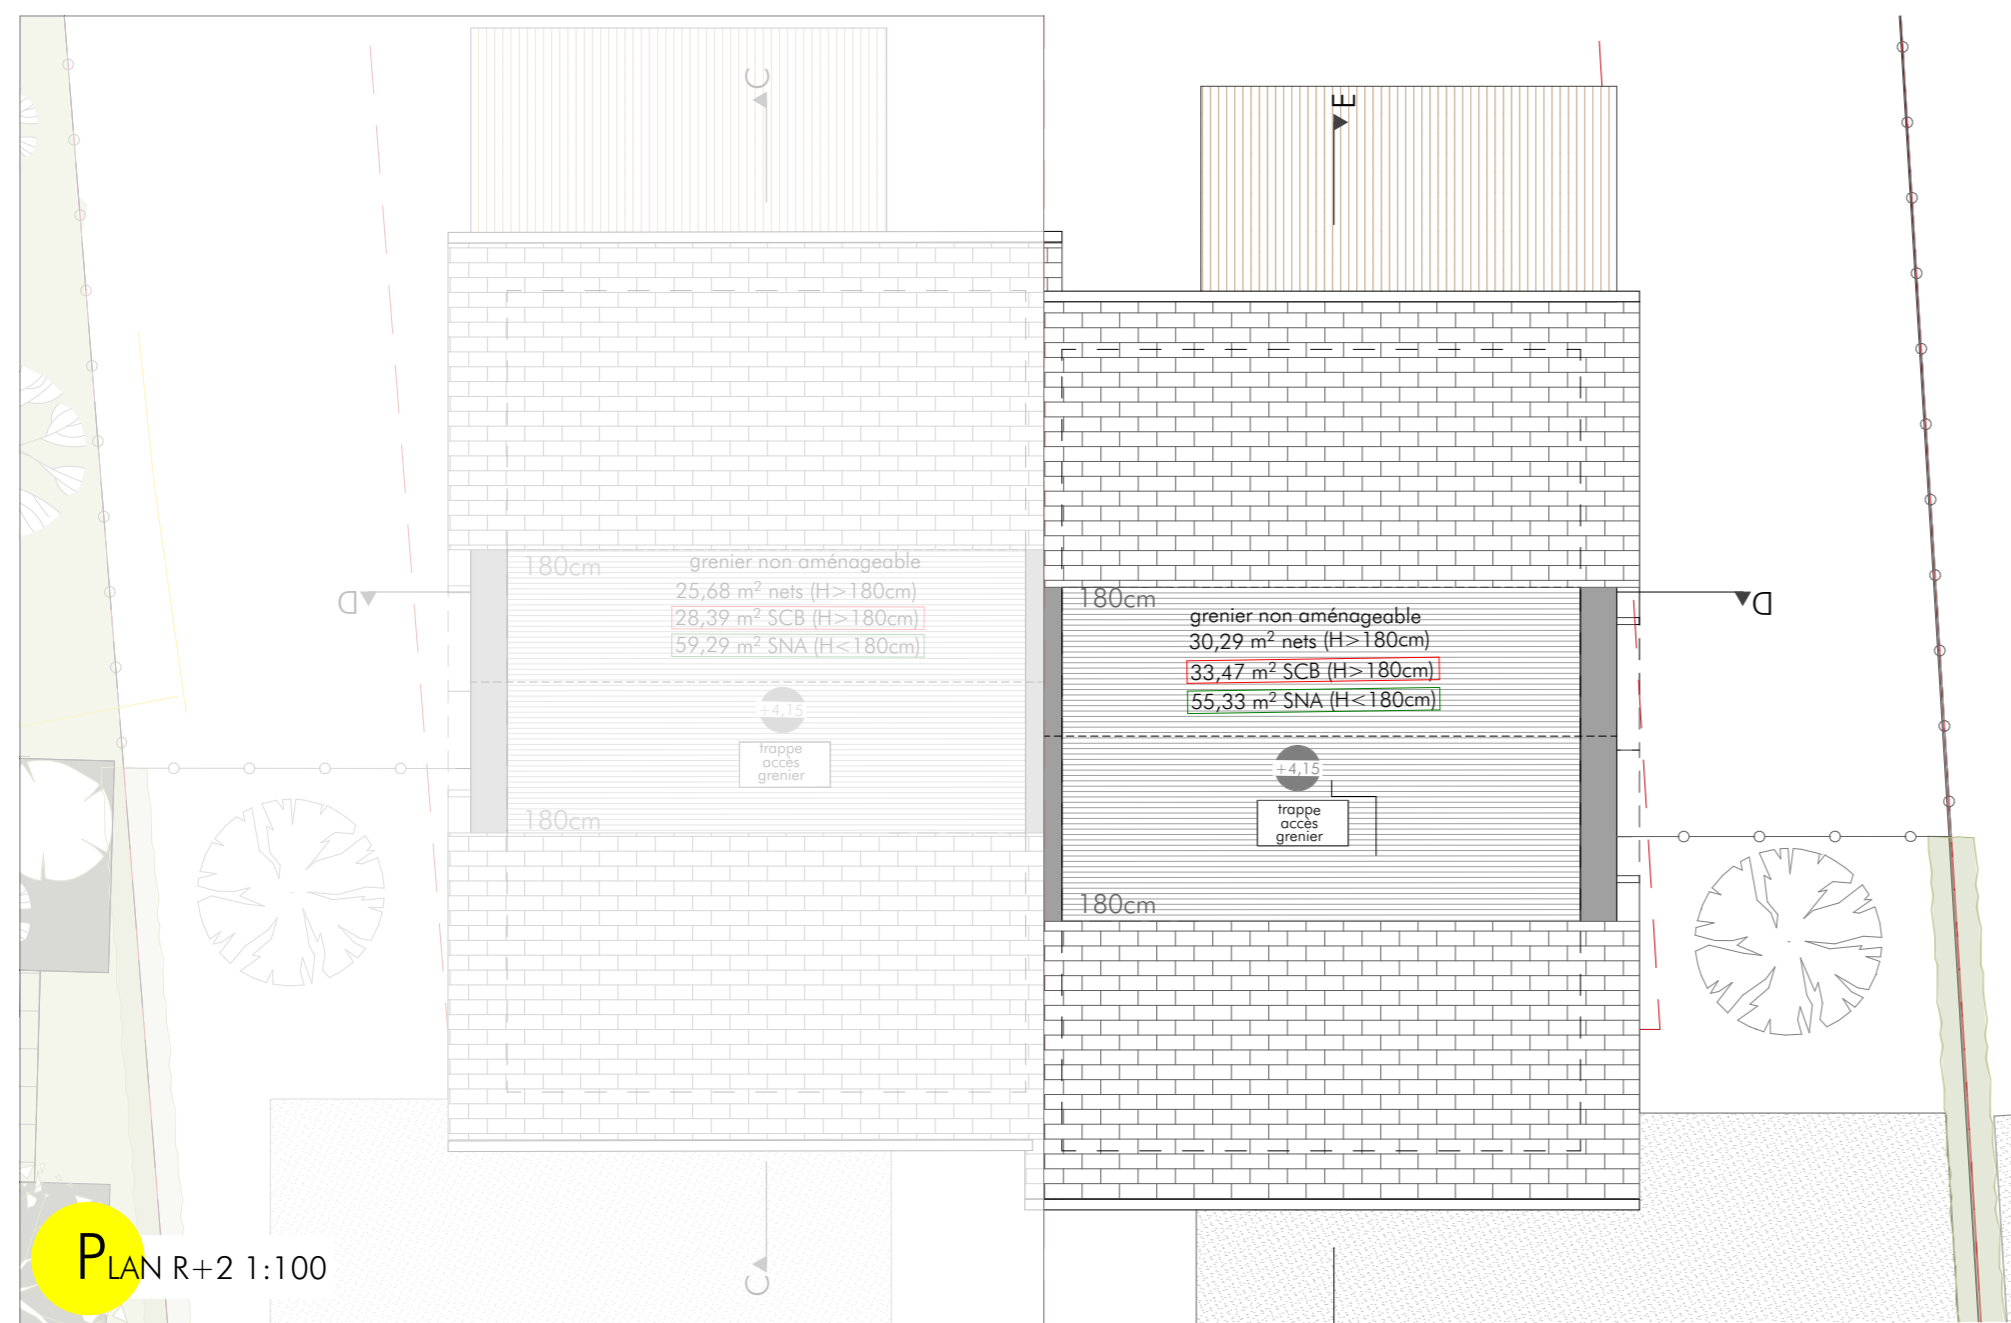 C
E
180cm
grenier non aménageable
25,68 m² nets (H>180cm)
28,39 m² SCB (H>180cm)
59,29 m² SNA (H<180cm)
+4,15
trappe
accès
grenier
180cm
D
180cm
grenier non aménageable
30,29 m² nets (H>180cm)
33,47 m² SCB (H>180cm)
55,33 m² SNA (H<180cm)
+4,15
trappe
accès
grenier
180cm
D
C
PLAN R+2 1:100